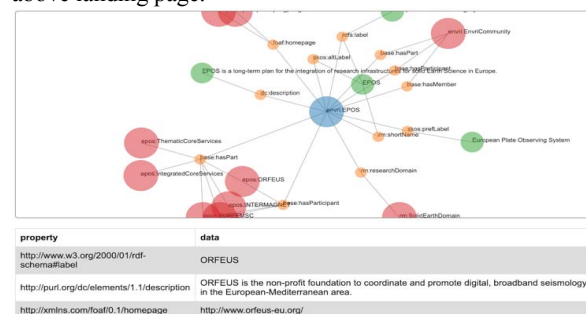 above landing page.
foaf:homepage
rdfs:label
envri:EnvriCommunity
skos:altLabel
base:hasPart
EPOS is a long-term plan for the integration of research infrastructures for solid Earth Science in Europe.
base:hasParticipant
EPOS
base:hasMember
dc:description
envri:EPOS
rm:shortName
skos:prefLabel
European Plate Observing System
epos:ThematicCoreServices
base:hasPart
rm:researchDomain
epos:IntegratedCoreServices
epos:ORFEUS
epos:INTERMAGNET
base:hasParticipant
rm:SolidEarthDomain
property data
http://www.w3.org/2000/01/rdf-
schema#label
ORFEUS
http://purl.org/dc/elements/1.1/description
ORFEUS is the non-profit foundation to coordinate and promote digital, broadband seismology
in the European-Mediterranean area.
http://xmlns.com/foaf/0.1/homepage http://www.orfeus-eu.org/